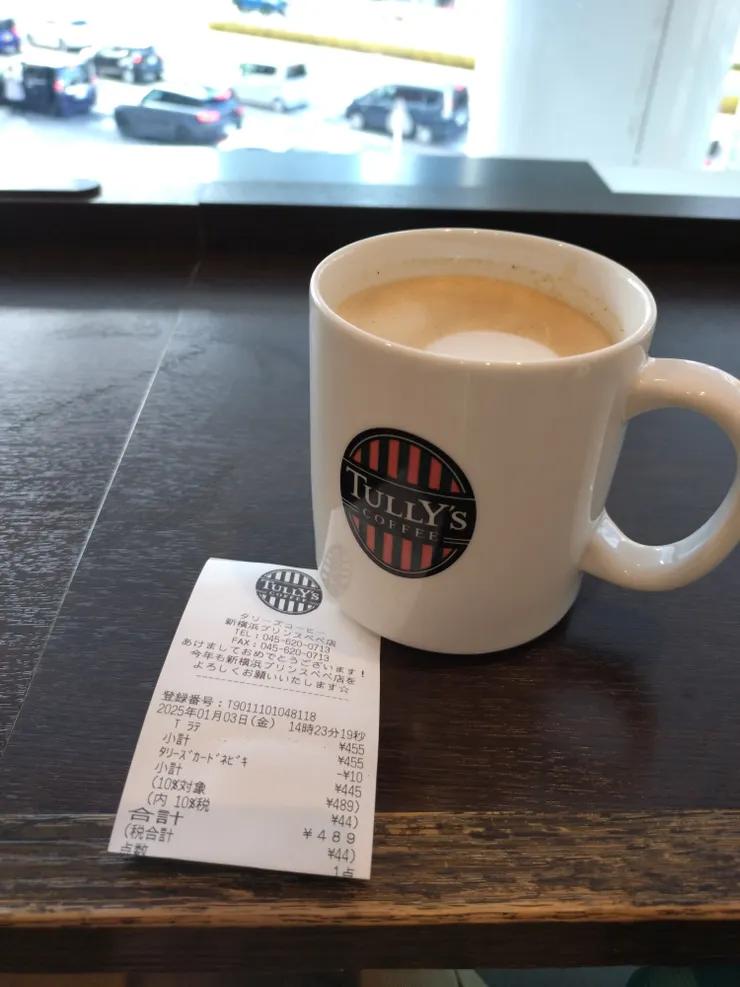 TULLY'S
COFFEE
TULLY'S
COFFEE
タリーズコーヒー
新横浜プリンスペペ店
TEL:045-620-0713
FAX:045-620-0713
あけましておめでとうございます!
今年も新横浜プリンスペペ店を
よろしくお願いいたします☆
登録番号:T9011101048118
2025年01月03日(金) 14時23分19秒
T ラテ ¥455
小計 ¥455
タリーズカードネビキ -¥10
小計 ¥445
(10%対象 ¥489)
(内 10%税 ¥44)
合計 ¥489
(税合計 ¥44)
点数 1点